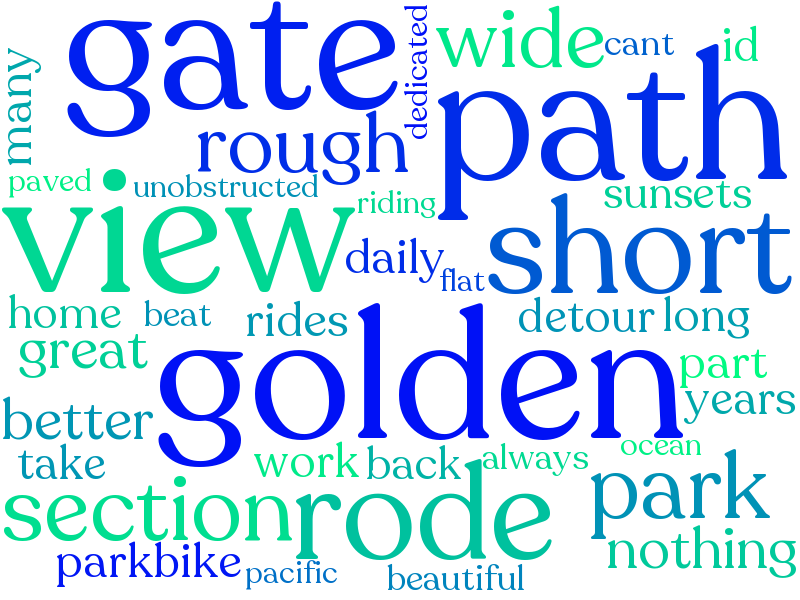 gate
dedicated
wide
cant
id
many
rough
path
paved
unobstructed
riding
sunsets
view
daily
flat
short
home
beat
rides
detour
long
great
golden
part
years
better
take
work
back
always
ocean
section
rode
park
nothing
parkbike
pacific
beautiful